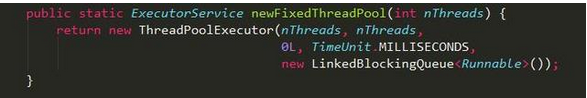 public static ExecutorService newFixedThreadPool(int nThreads) {
return new ThreadPoolExecutor(nThreads, nThreads,
0L, TimeUnit.MILLISECONDS,
new LinkedBlockingQueue<Runnable>());
}